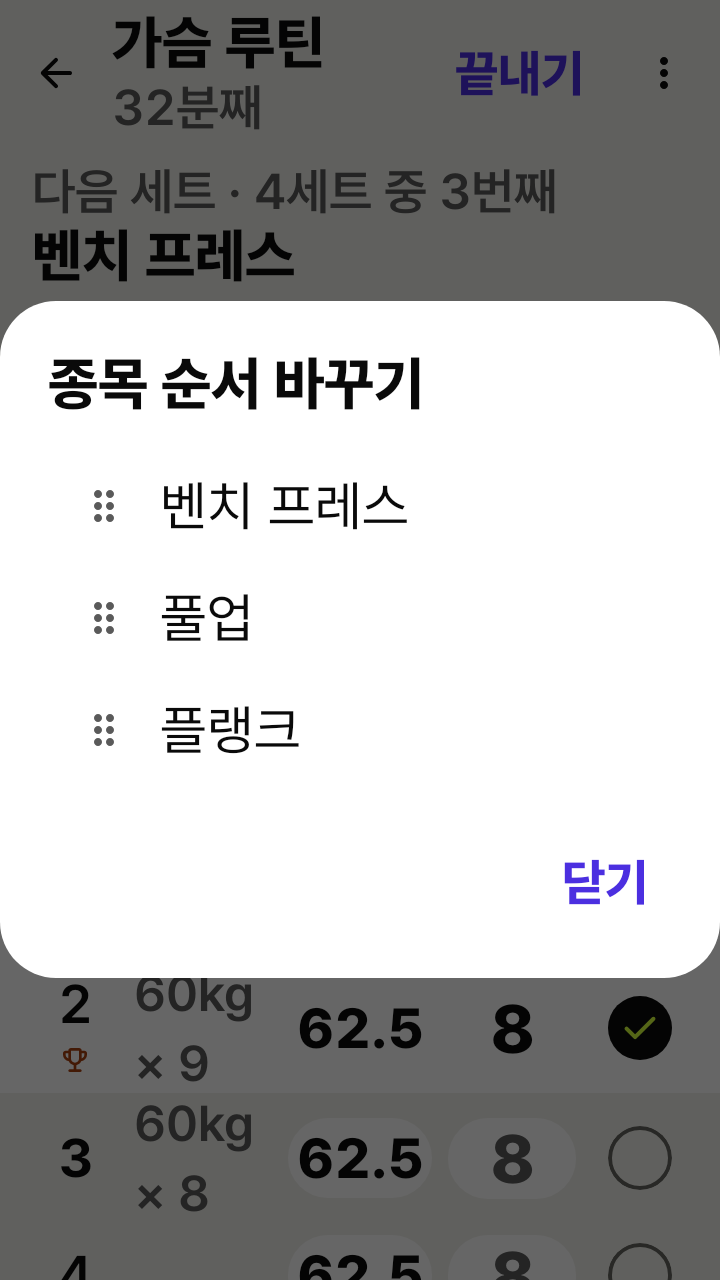 가슴 루틴
32분째
끝내기
다음 세트 · 4세트 중 3번째
벤치 프레스
종목 순서 바꾸기
벤치 프레스
풀업
플랭크
닫기
2 60kg × 9 62.5 8
3 60kg × 8 62.5 8
4 62.5 8